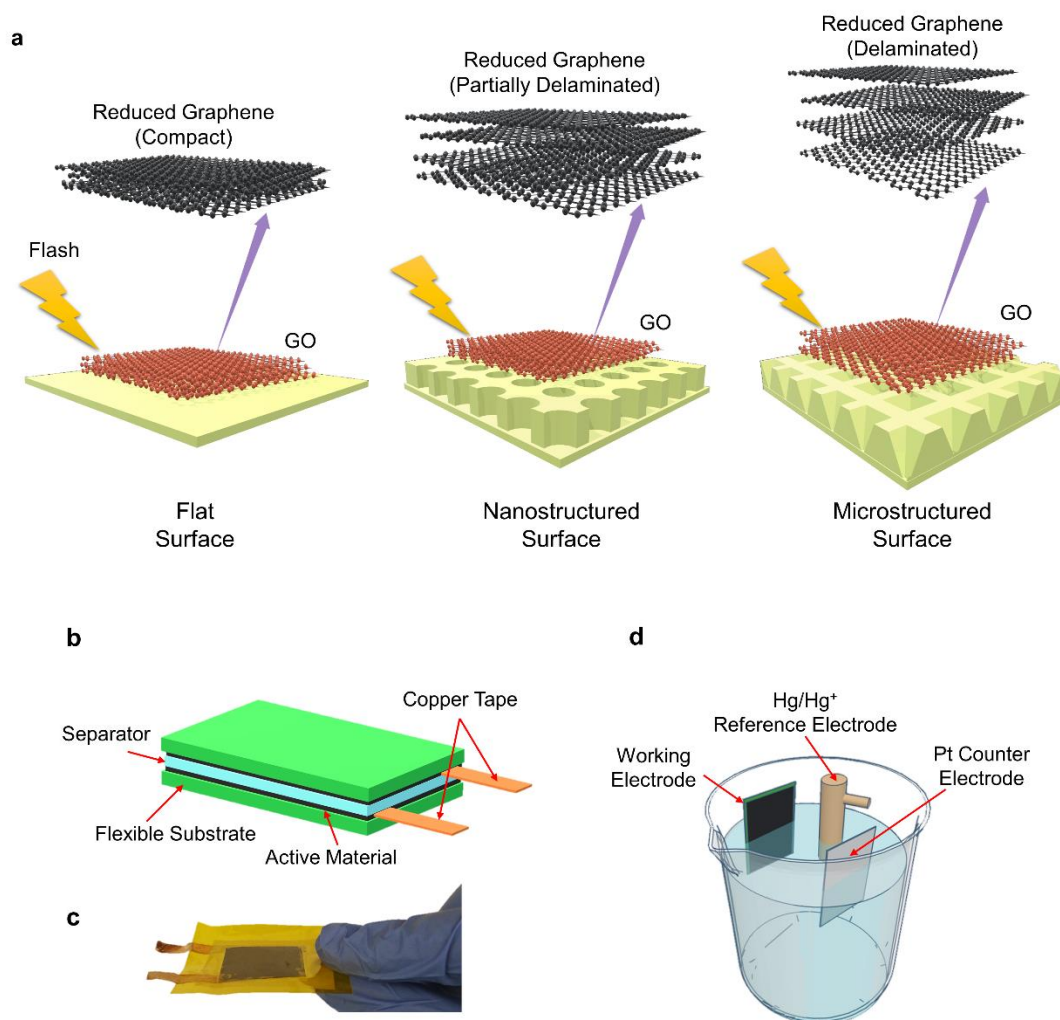 a
Reduced Graphene
(Compact)
Reduced Graphene
(Partially Delaminated)
Reduced Graphene
(Delaminated)
Flash
GO
GO
GO
Flat
Surface
Nanostructured
Surface
Microstructured
Surface
b
Separator
Copper Tape
Flexible Substrate
Active Material
c
d
Hg/Hg⁺
Reference Electrode
Working
Electrode
Pt Counter
Electrode